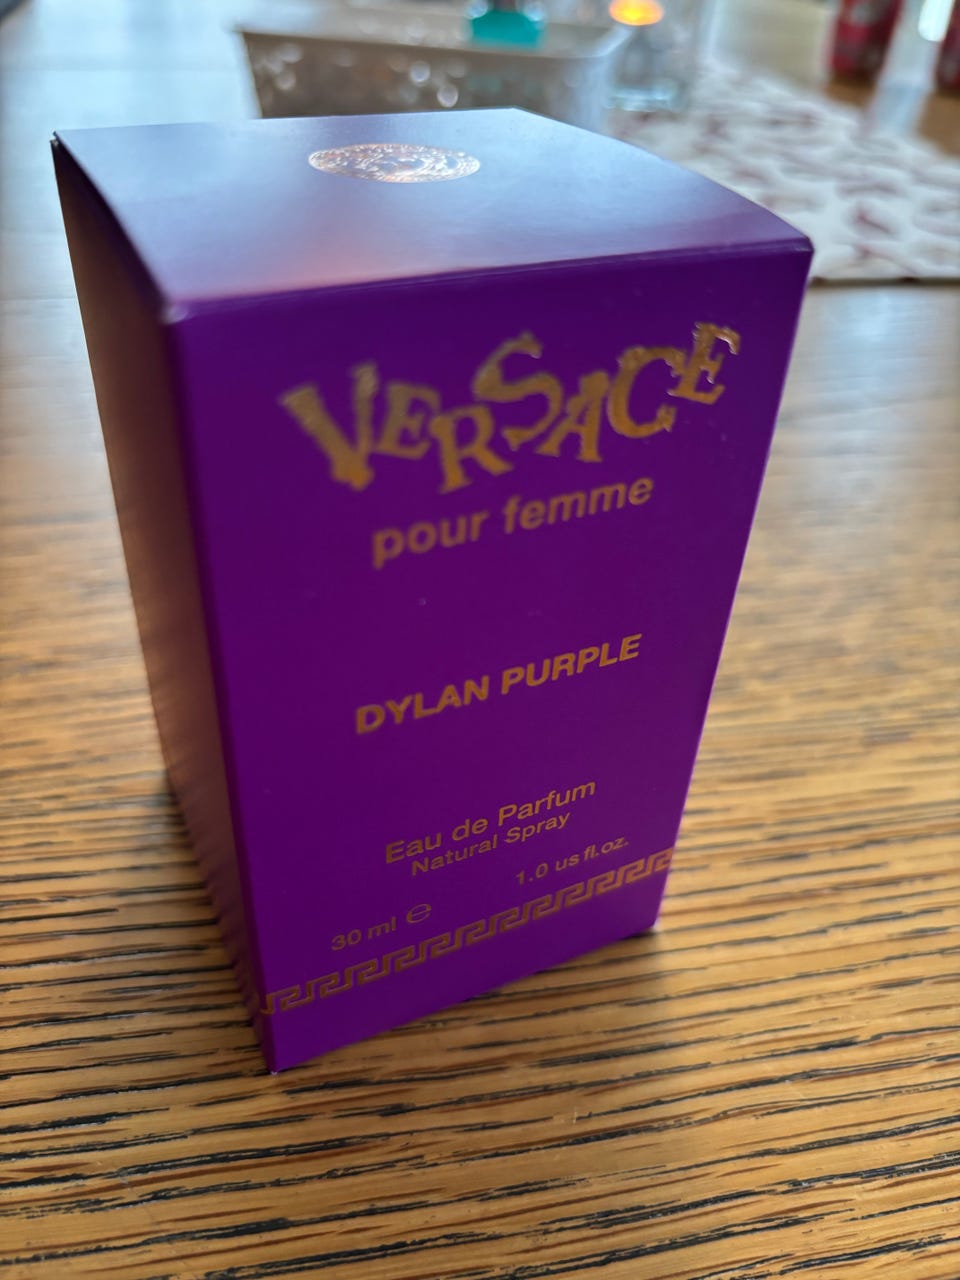 VERSACE
pour femme
DYLAN PURPLE
Eau de Parfum
Natural Spray
30 ml ℮ 1.0 us fl.oz.